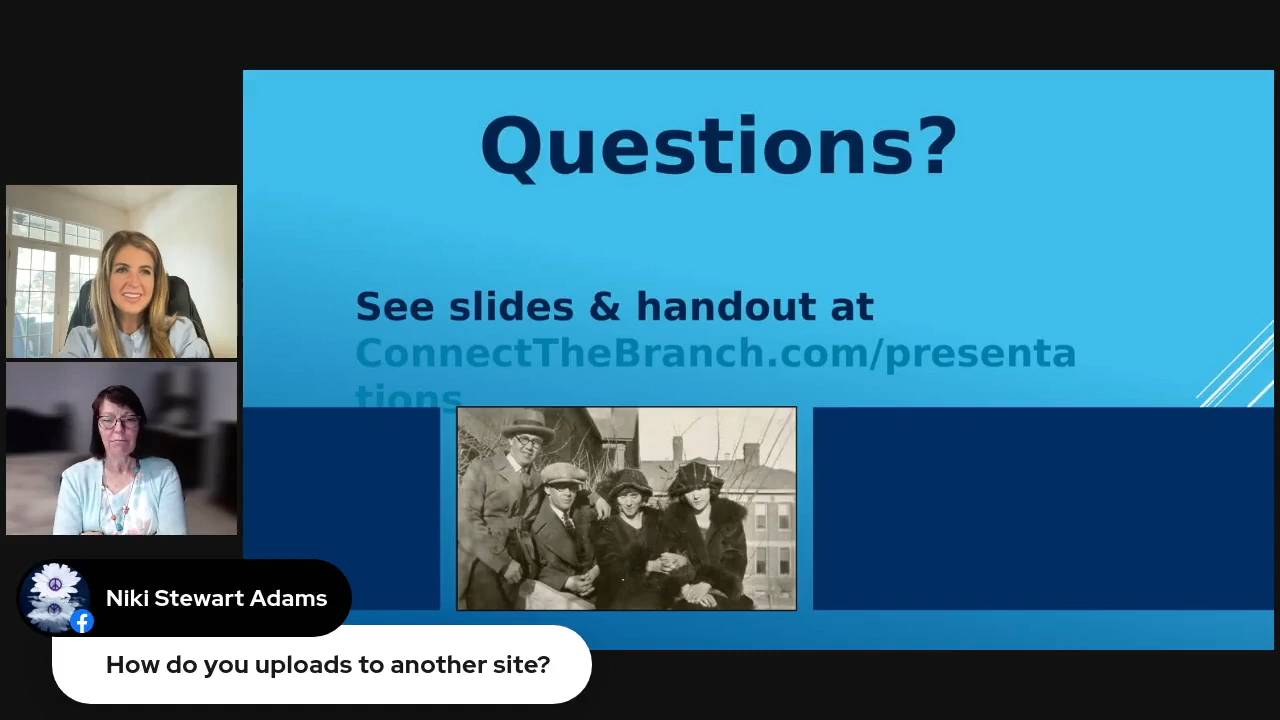 Questions?
See slides & handout at
ConnectTheBranch.com/presenta
tions
Niki Stewart Adams
How do you uploads to another site?